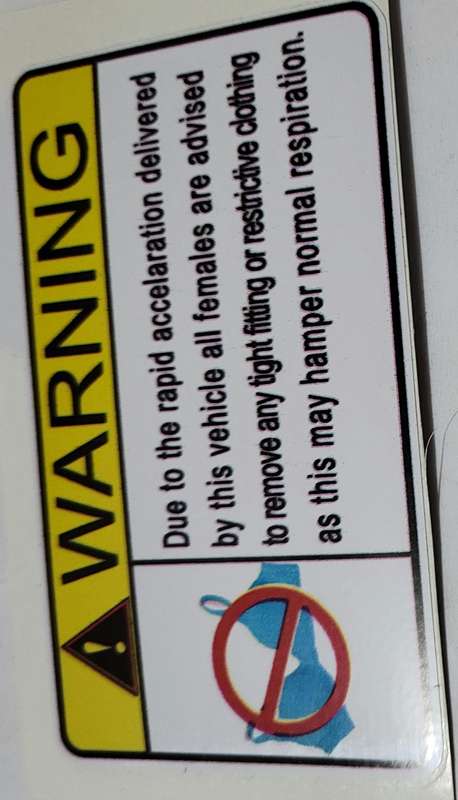 WARNING
Due to the rapid accelaration delivered
by this vehicle all females are advised
to remove any tight fitting or restrictive clothing
as this may hamper normal respiration.